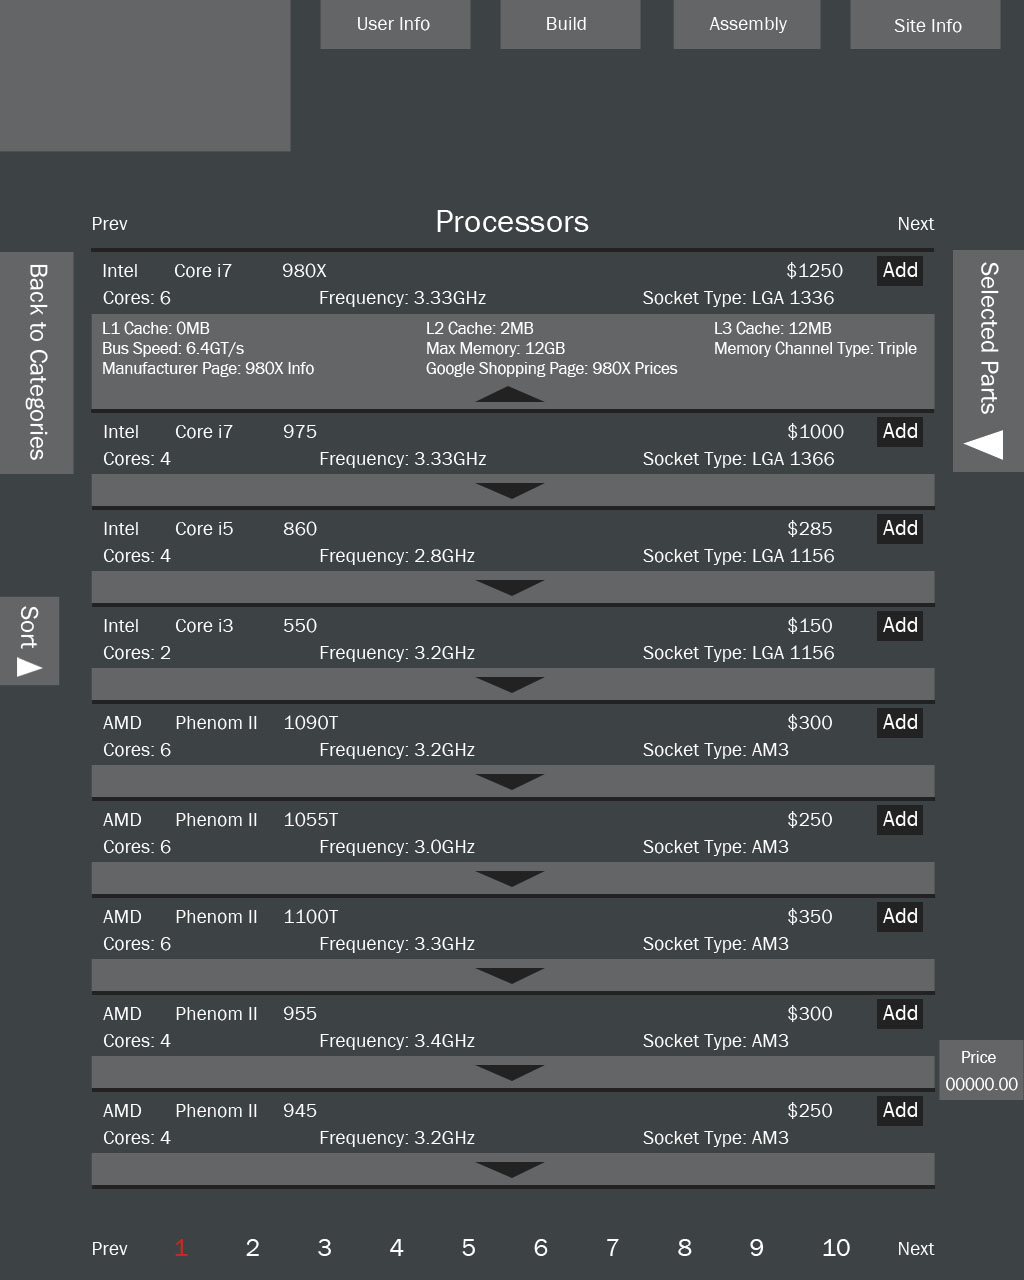 User Info Build Assembly Site Info
Prev Processors Next
Back to Categories
Selected Parts
Intel Core i7 980X $1250 Add
Cores: 6 Frequency: 3.33GHz Socket Type: LGA 1336
L1 Cache: 0MB L2 Cache: 2MB L3 Cache: 12MB
Bus Speed: 6.4GT/s Max Memory: 12GB Memory Channel Type: Triple
Manufacturer Page: 980X Info Google Shopping Page: 980X Prices
Intel Core i7 975 $1000 Add
Cores: 4 Frequency: 3.33GHz Socket Type: LGA 1366
Intel Core i5 860 $285 Add
Cores: 4 Frequency: 2.8GHz Socket Type: LGA 1156
Sort
Intel Core i3 550 $150 Add
Cores: 2 Frequency: 3.2GHz Socket Type: LGA 1156
AMD Phenom II 1090T $300 Add
Cores: 6 Frequency: 3.2GHz Socket Type: AM3
AMD Phenom II 1055T $250 Add
Cores: 6 Frequency: 3.0GHz Socket Type: AM3
AMD Phenom II 1100T $350 Add
Cores: 6 Frequency: 3.3GHz Socket Type: AM3
AMD Phenom II 955 $300 Add
Cores: 4 Frequency: 3.4GHz Socket Type: AM3
Price
00000.00
AMD Phenom II 945 $250 Add
Cores: 4 Frequency: 3.2GHz Socket Type: AM3
Prev 1 2 3 4 5 6 7 8 9 10 Next